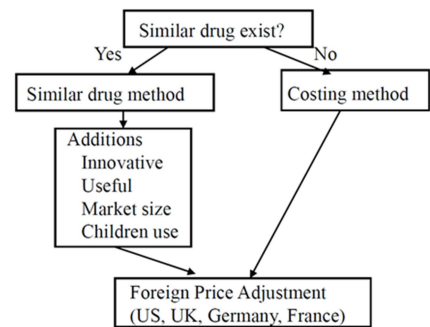 Similar drug exist?
Yes
No
Similar drug method
Costing method
Additions
Innovative
Useful
Market size
Children use
Foreign Price Adjustment
(US, UK, Germany, France)